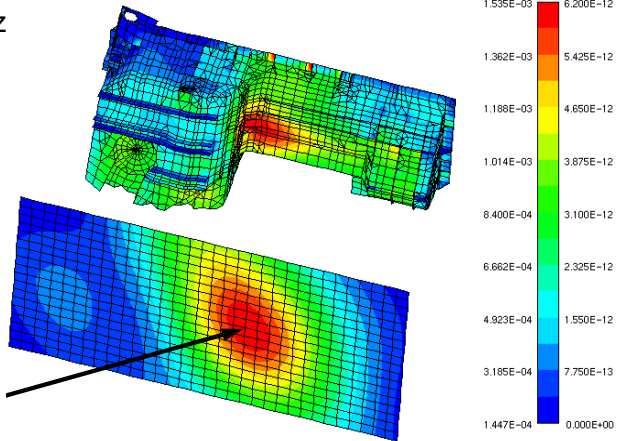 z
1.535E-03 6.200E-12
1.362E-03 5.425E-12
1.188E-03 4.650E-12
1.014E-03 3.875E-12
8.400E-04 3.100E-12
6.662E-04 2.325E-12
4.923E-04 1.550E-12
3.185E-04 7.750E-13
1.447E-04 0.000E+00